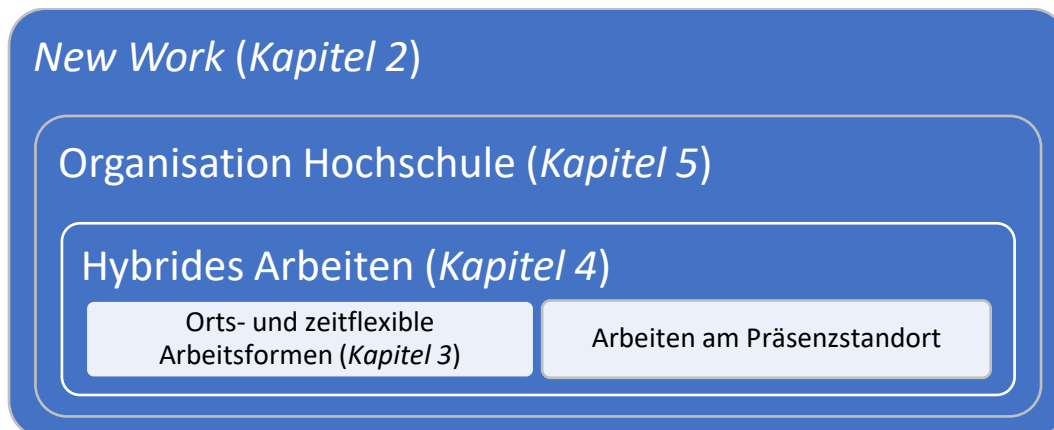 New Work (Kapitel 2)
Organisation Hochschule (Kapitel 5)
Hybrides Arbeiten (Kapitel 4)
Orts- und zeitflexible
Arbeitsformen (Kapitel 3)
Arbeiten am Präsenzstandort